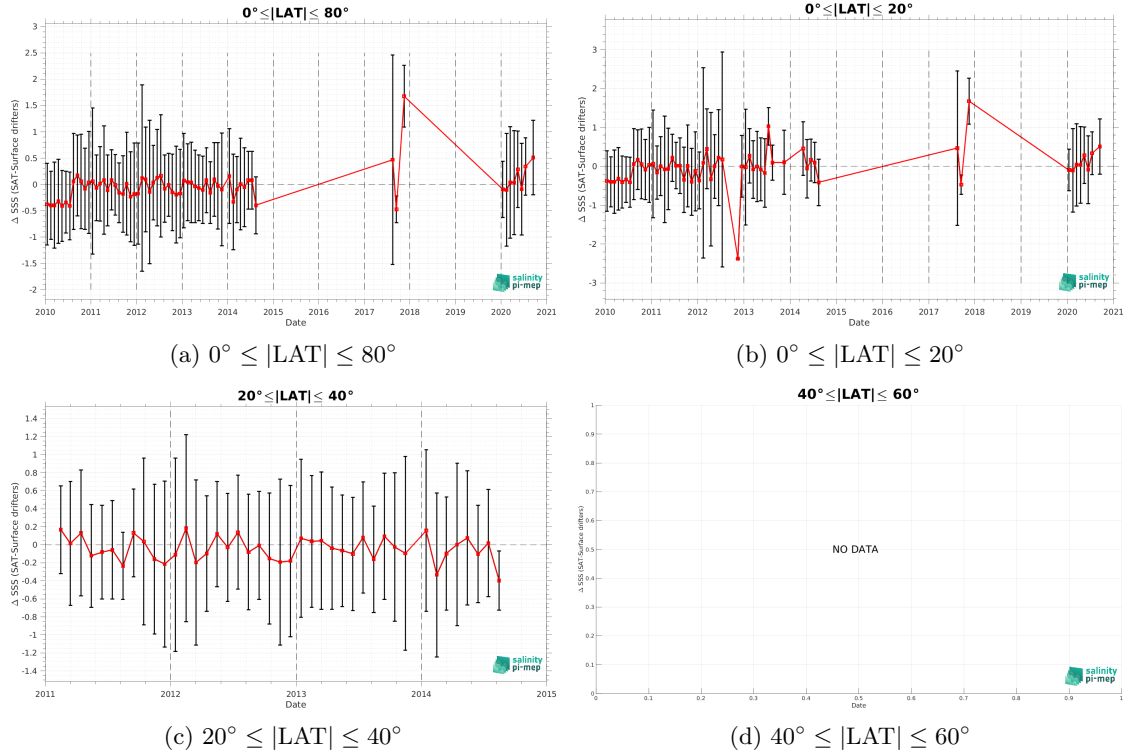 0°≤|LAT|≤ 80°
Δ SSS (SAT-Surface drifters)
3
2.5
2
1.5
1
0.5
0
-0.5
-1
-1.5
-2
2010 2011 2012 2013 2014 2015 2016 2017 2018 2019 2020 2021
Date
salinity
pi-mep
(a) 0° ≤ |LAT| ≤ 80°
0°≤|LAT|≤ 20°
Δ SSS (SAT-Surface drifters)
3
2
1
0
-1
-2
-3
2010 2011 2012 2013 2014 2015 2016 2017 2018 2019 2020 2021
Date
salinity
pi-mep
(b) 0° ≤ |LAT| ≤ 20°
20°≤|LAT|≤ 40°
Δ SSS (SAT-Surface drifters)
1.4
1.2
1
0.8
0.6
0.4
0.2
0
-0.2
-0.4
-0.6
-0.8
-1
-1.2
-1.4
2011 2012 2013 2014 2015
Date
salinity
pi-mep
(c) 20° ≤ |LAT| ≤ 40°
40°≤|LAT|≤ 60°
Δ SSS (SAT-Surface drifters)
1
0.9
0.8
0.7
0.6
0.5
0.4
0.3
0.2
0.1
0
NO DATA
0 0.1 0.2 0.3 0.4 0.5 0.6 0.7 0.8 0.9 1
Date
salinity
pi-mep
(d) 40° ≤ |LAT| ≤ 60°